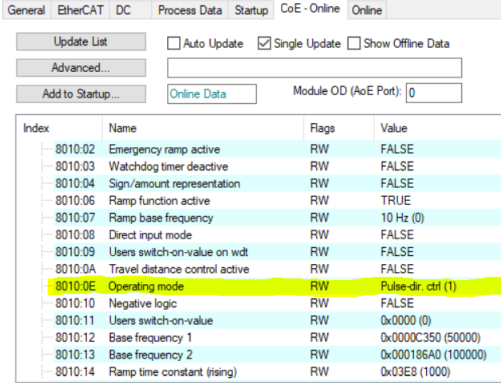 General EtherCAT DC Process Data Startup CoE - Online Online
Update List Auto Update Single Update Show Offline Data
Advanced...
Add to Startup... Online Data Module OD (AoE Port): 0
Index Name Flags Value
8010:02 Emergency ramp active RW FALSE
8010:03 Watchdog timer deactive RW FALSE
8010:04 Sign/amount representation RW FALSE
8010:06 Ramp function active RW TRUE
8010:07 Ramp base frequency RW 10 Hz (0)
8010:08 Direct input mode RW FALSE
8010:09 Users switch-on-value on wdt RW FALSE
8010:0A Travel distance control active RW FALSE
8010:0E Operating mode RW Pulse-dir. ctrl (1)
8010:10 Negative logic RW FALSE
8010:11 Users switch-on-value RW 0x0000 (0)
8010:12 Base frequency 1 RW 0x0000C350 (50000)
8010:13 Base frequency 2 RW 0x000186A0 (100000)
8010:14 Ramp time constant (rising) RW 0x03E8 (1000)